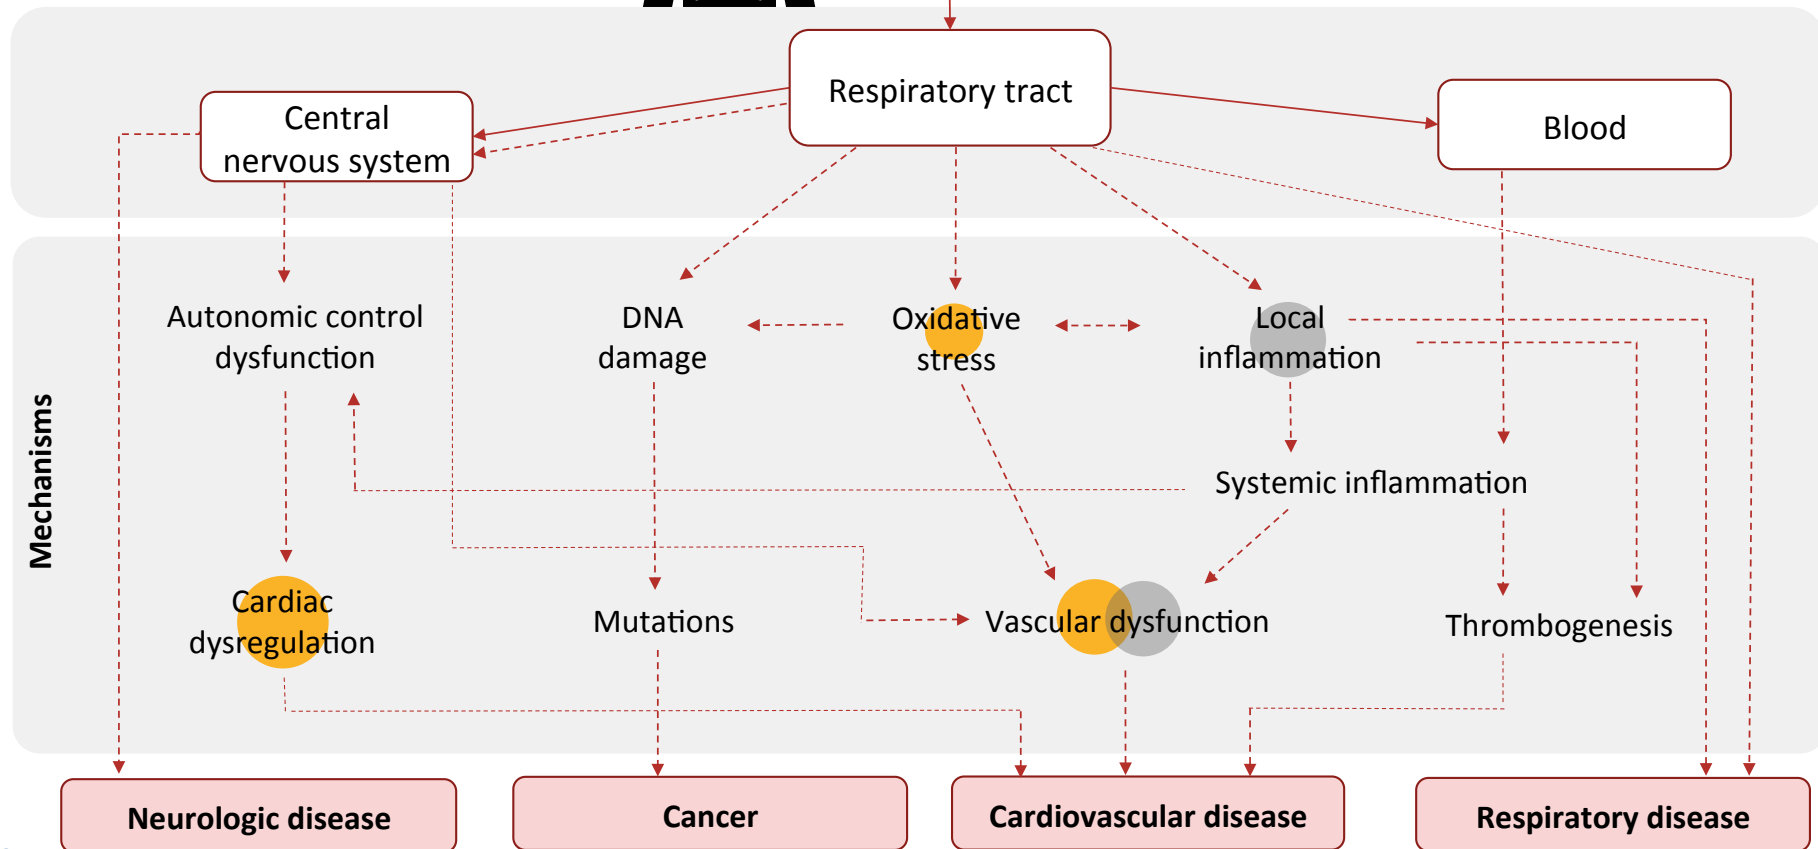 Respiratory tract
Central
nervous system
Blood
Autonomic control
dysfunction
DNA
damage
Oxidative
stress
Local
inflammation
Mechanisms
Systemic inflammation
Cardiac
dysregulation
Mutations
Vascular dysfunction
Thrombogenesis
Neurologic disease
Cancer
Cardiovascular disease
Respiratory disease